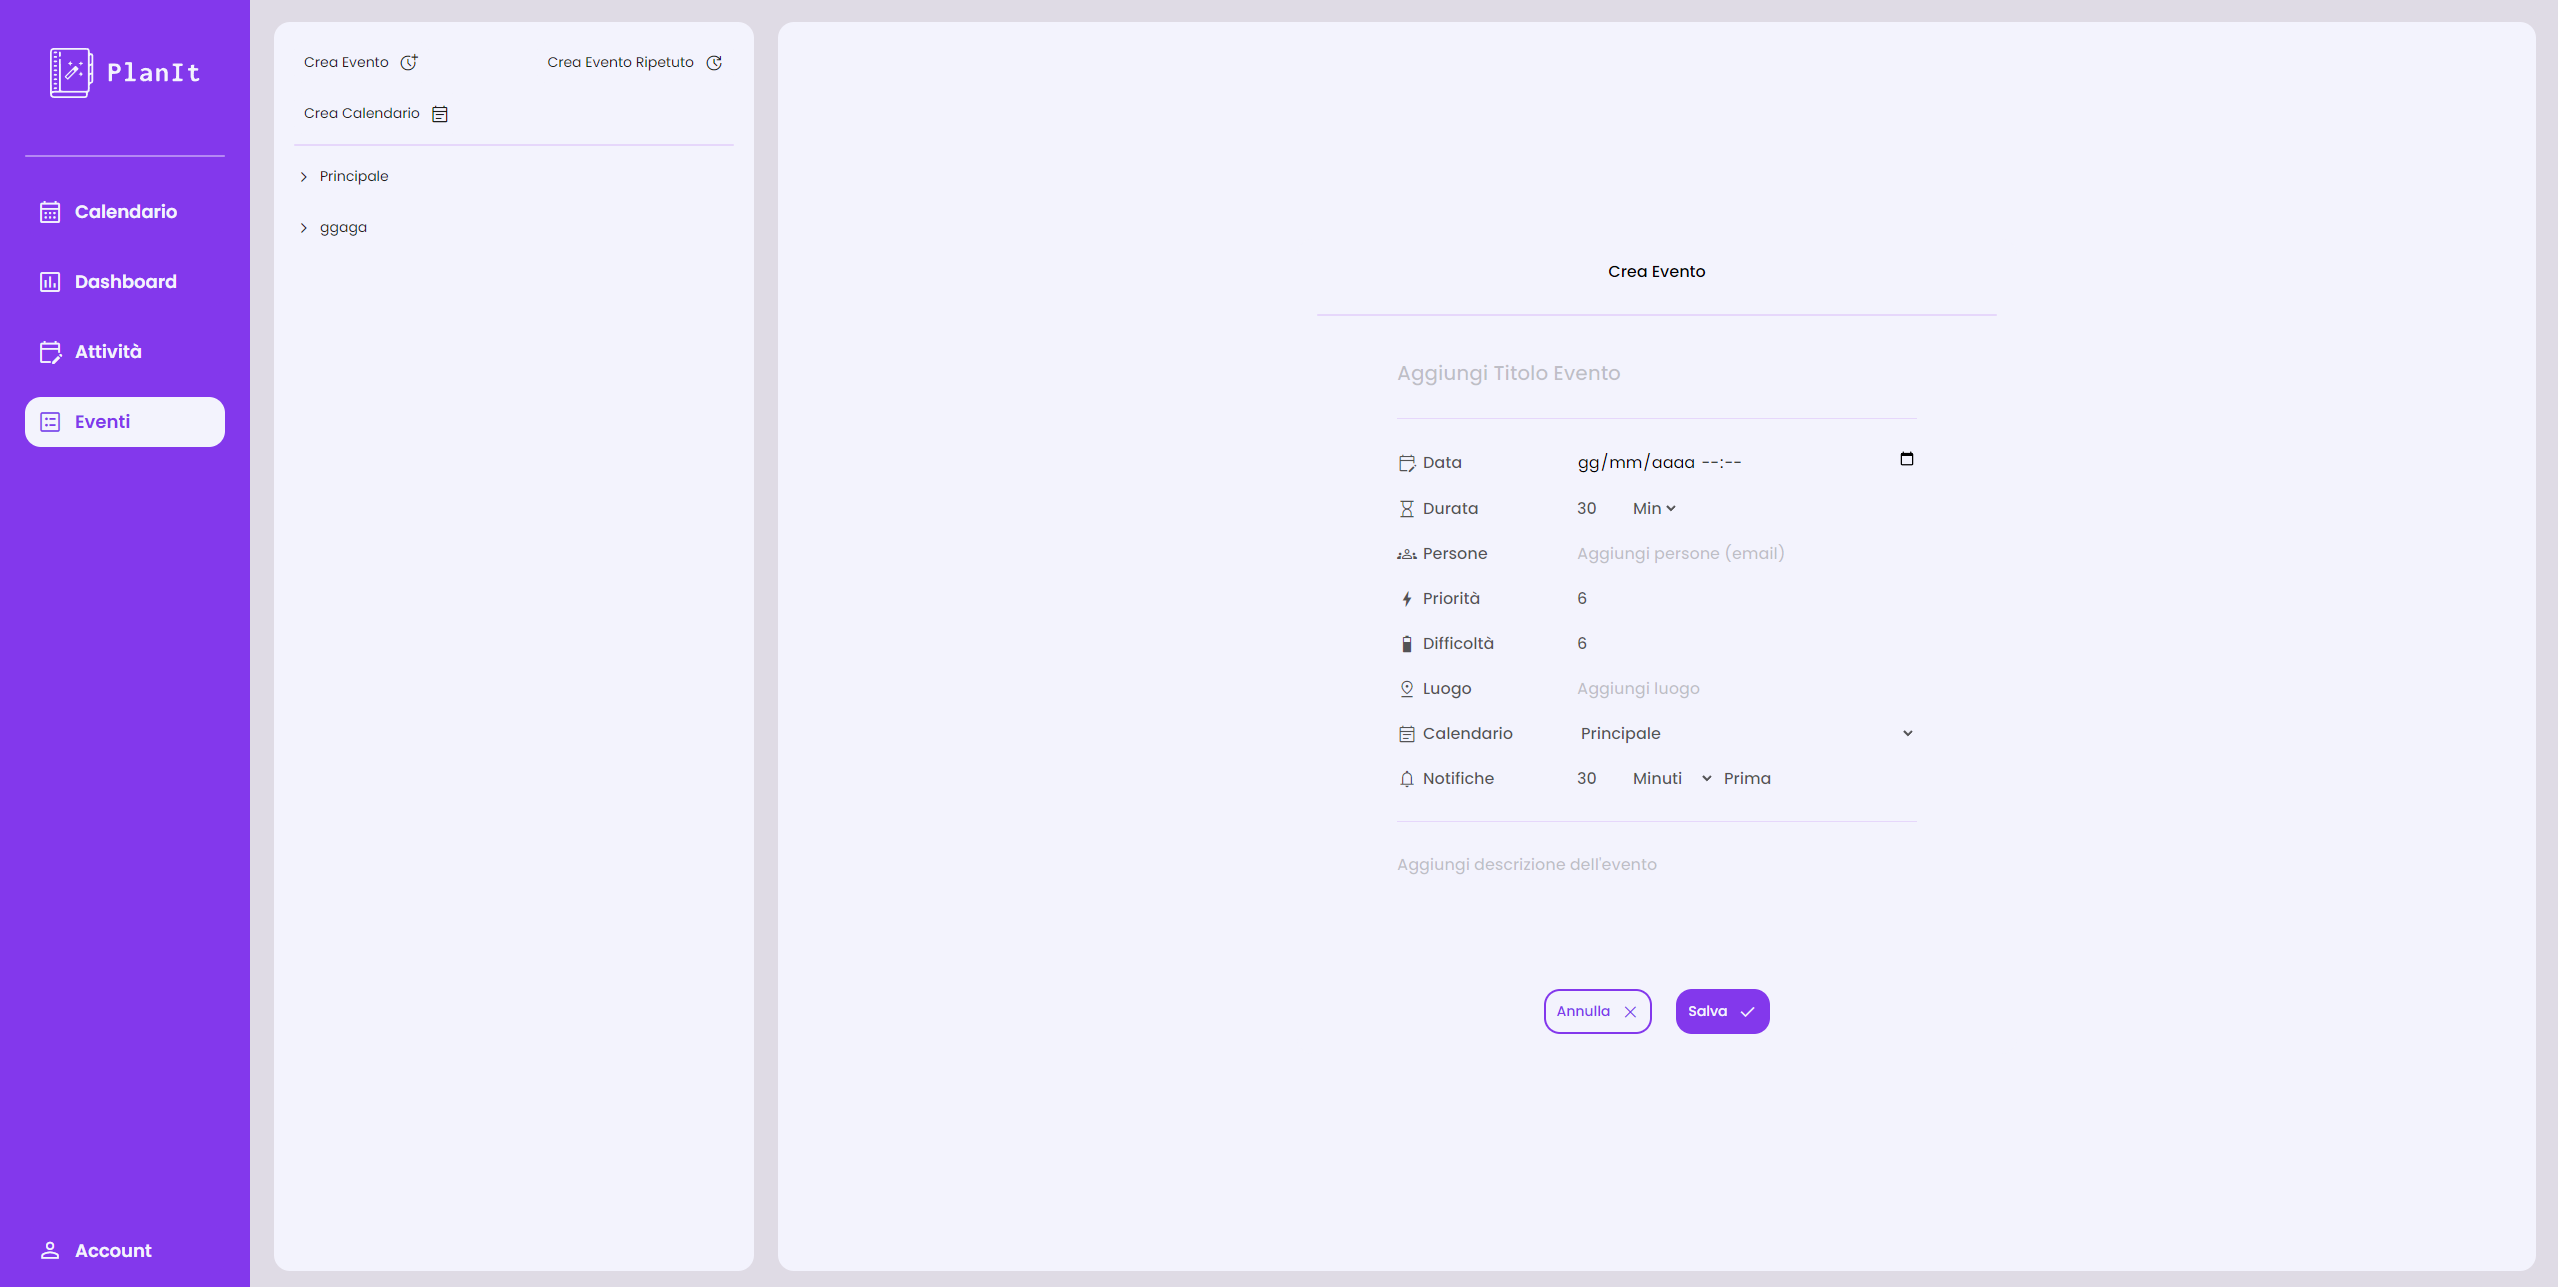 PlanIt
Calendario
Dashboard
Attività
Eventi
Account
Crea Evento
Crea Evento Ripetuto
Crea Calendario
Principale
ggaga
Crea Evento
Aggiungi Titolo Evento
Data gg/mm/aaaa --:--
Durata 30 Min
Persone Aggiungi persone (email)
Priorità 6
Difficoltà 6
Luogo Aggiungi luogo
Calendario Principale
Notifiche 30 Minuti Prima
Aggiungi descrizione dell'evento
Annulla
Salva